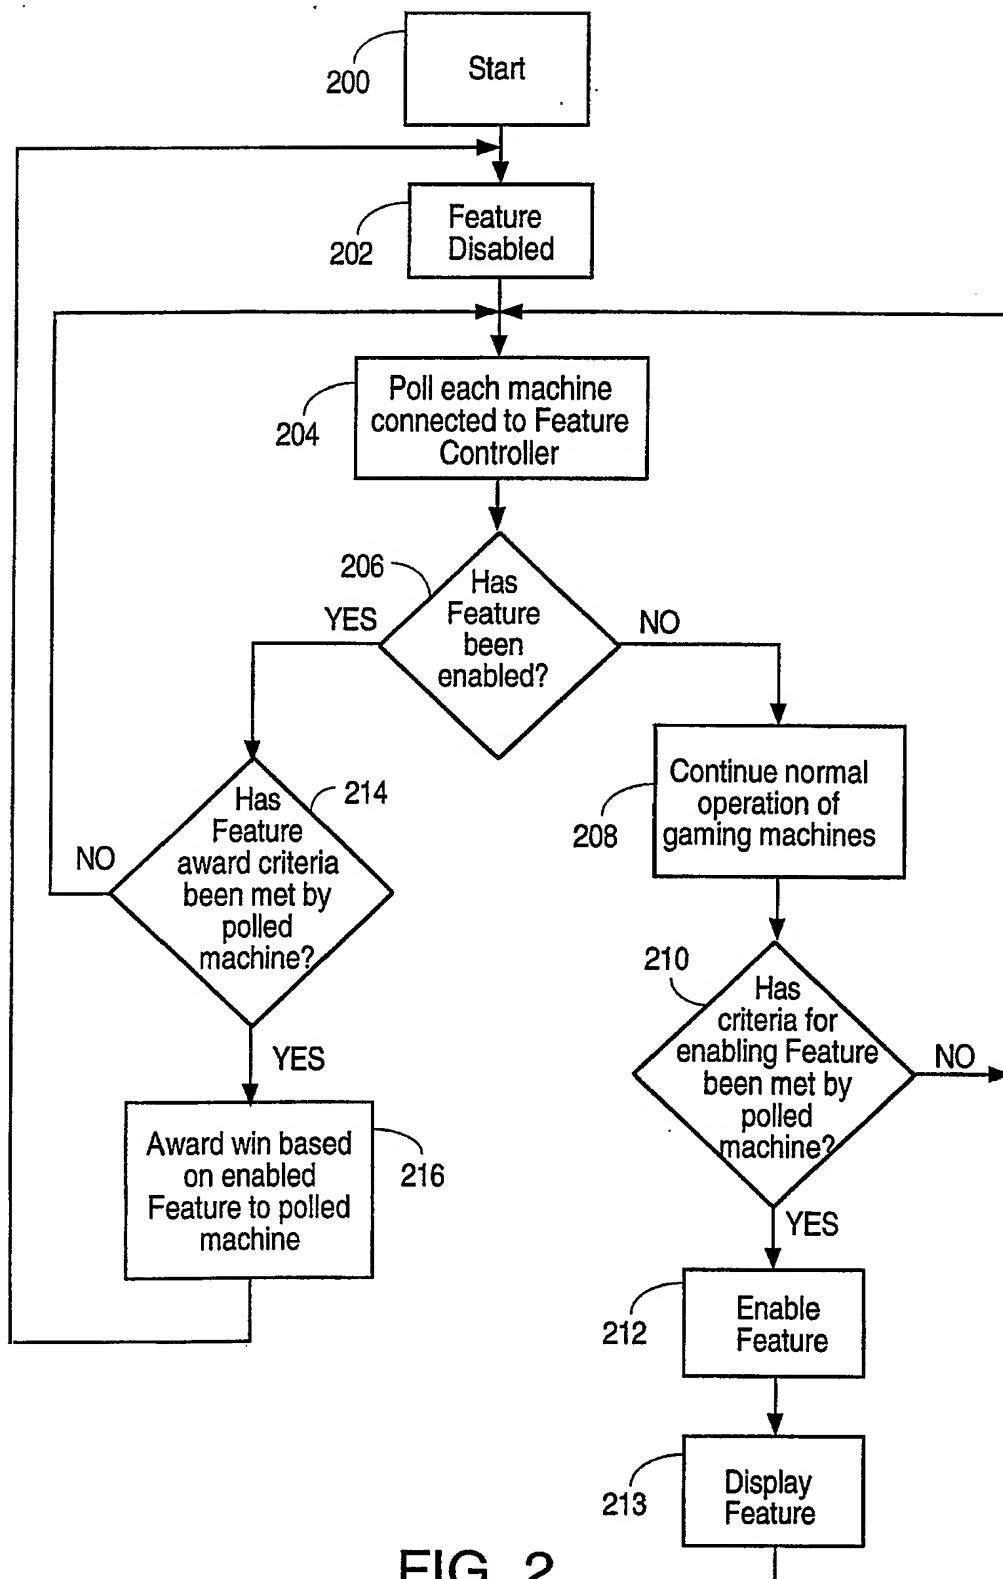 200
Start
202
Feature
Disabled
204
Poll each machine
connected to Feature
Controller
206
Has
Feature
been
enabled?
YES
NO
214
Has
Feature
award criteria
been met by
polled
machine?
NO
YES
208
Continue normal
operation of
gaming machines
210
Has
criteria for
enabling Feature
been met by
polled
machine?
NO
YES
216
Award win based
on enabled
Feature to polled
machine
212
Enable
Feature
213
Display
Feature
FIG. 2